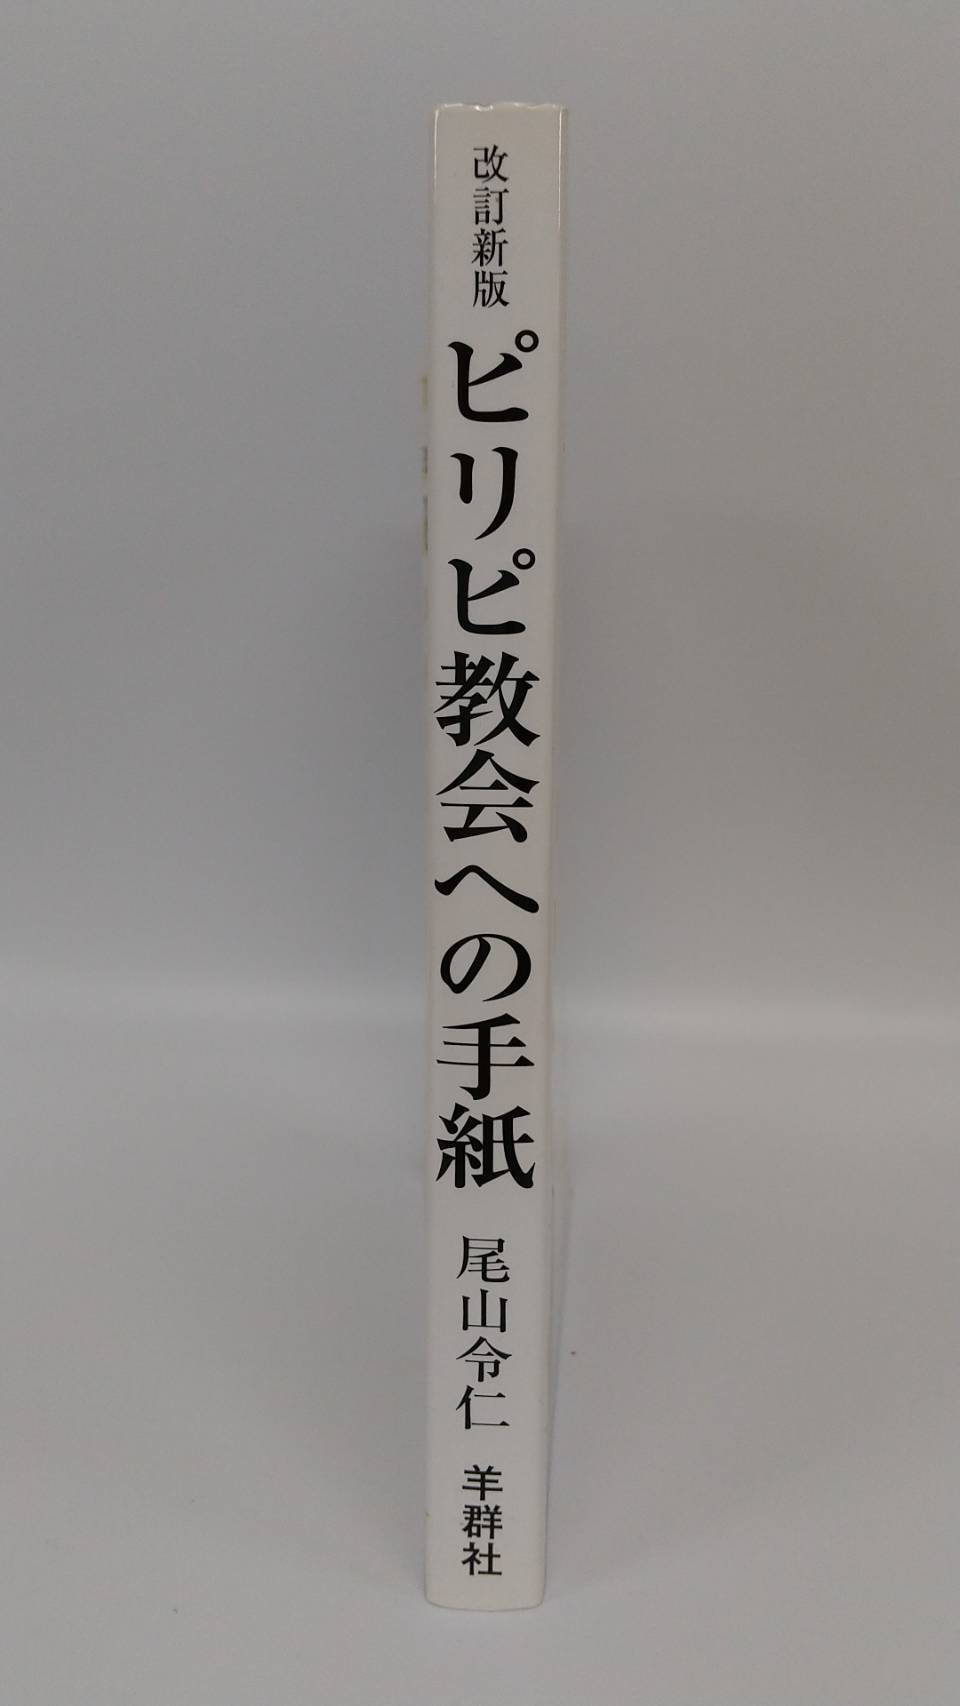 改訂新版
ピリピ教会への手紙
尾山令仁
羊群社